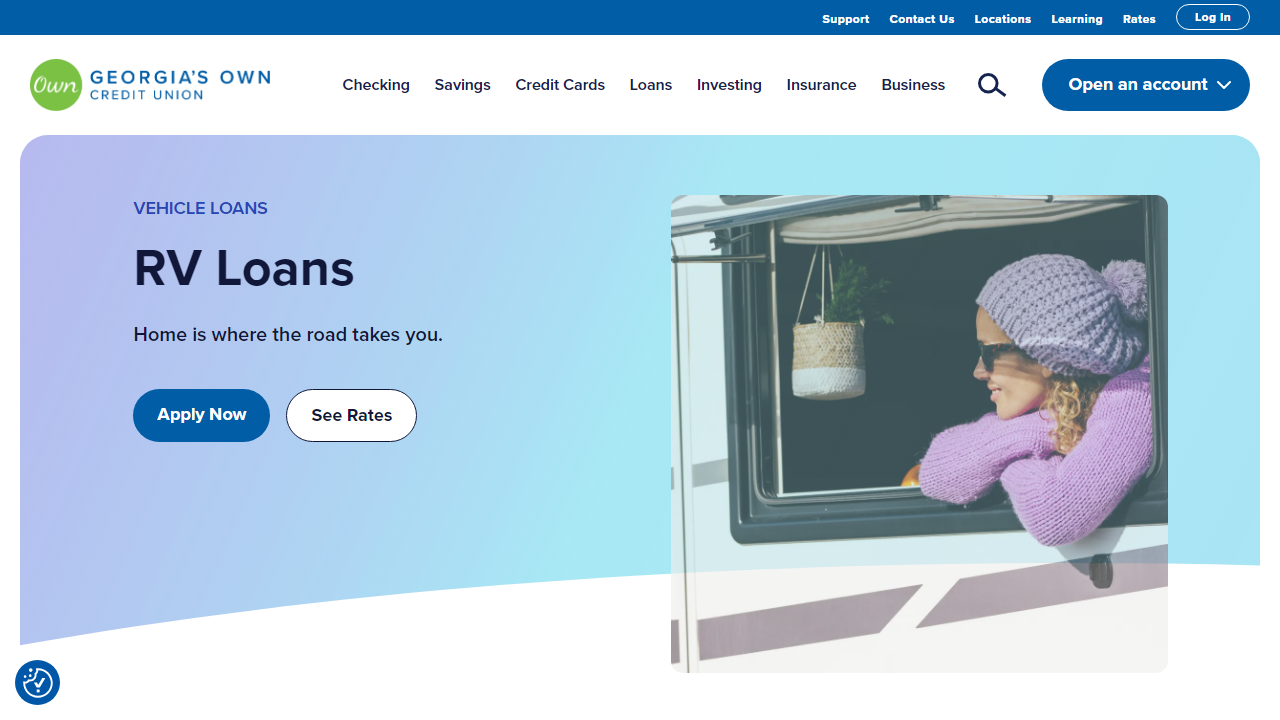 Support Contact Us Locations Learning Rates Log In
Own GEORGIA'S OWN
CREDIT UNION
Checking Savings Credit Cards Loans Investing Insurance Business Open an account
VEHICLE LOANS
RV Loans
Home is where the road takes you.
Apply Now See Rates